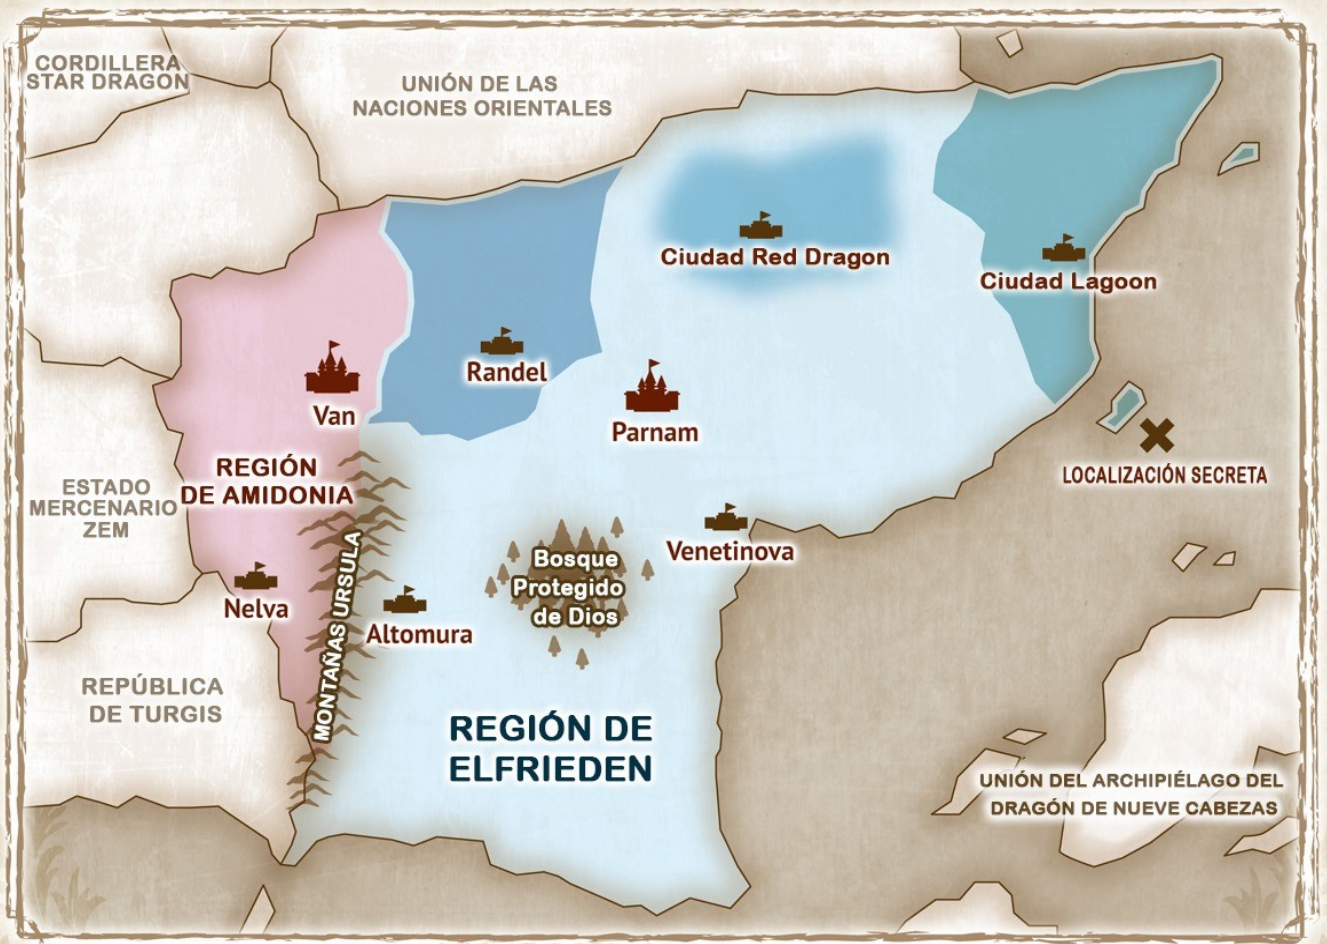 CORDILLERA
STAR DRAGON
UNIÓN DE LAS
NACIONES ORIENTALES
Ciudad Red Dragon
Ciudad Lagoon
Randel
Van
Parnam
REGIÓN
DE AMIDONIA
LOCALIZACIÓN SECRETA
ESTADO
MERCENARIO
ZEM
Venetinova
Bosque
Protegido
de Dios
Nelva
MONTAÑAS URSULA
Altomura
REPÚBLICA
DE TURGIS
REGIÓN DE
ELFRIEDEN
UNIÓN DEL ARCHIPIÉLAGO DEL
DRAGÓN DE NUEVE CABEZAS